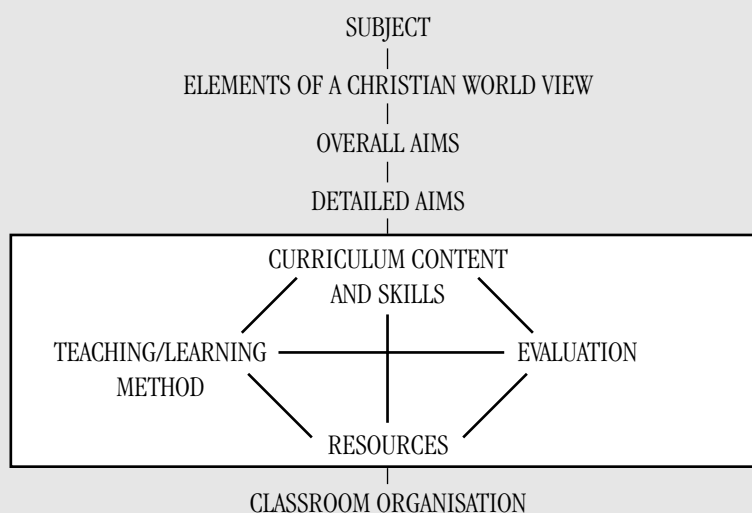 SUBJECT
ELEMENTS OF A CHRISTIAN WORLD VIEW
OVERALL AIMS
DETAILED AIMS
CURRICULUM CONTENT
AND SKILLS
TEACHING/LEARNING
METHOD
EVALUATION
RESOURCES
CLASSROOM ORGANISATION